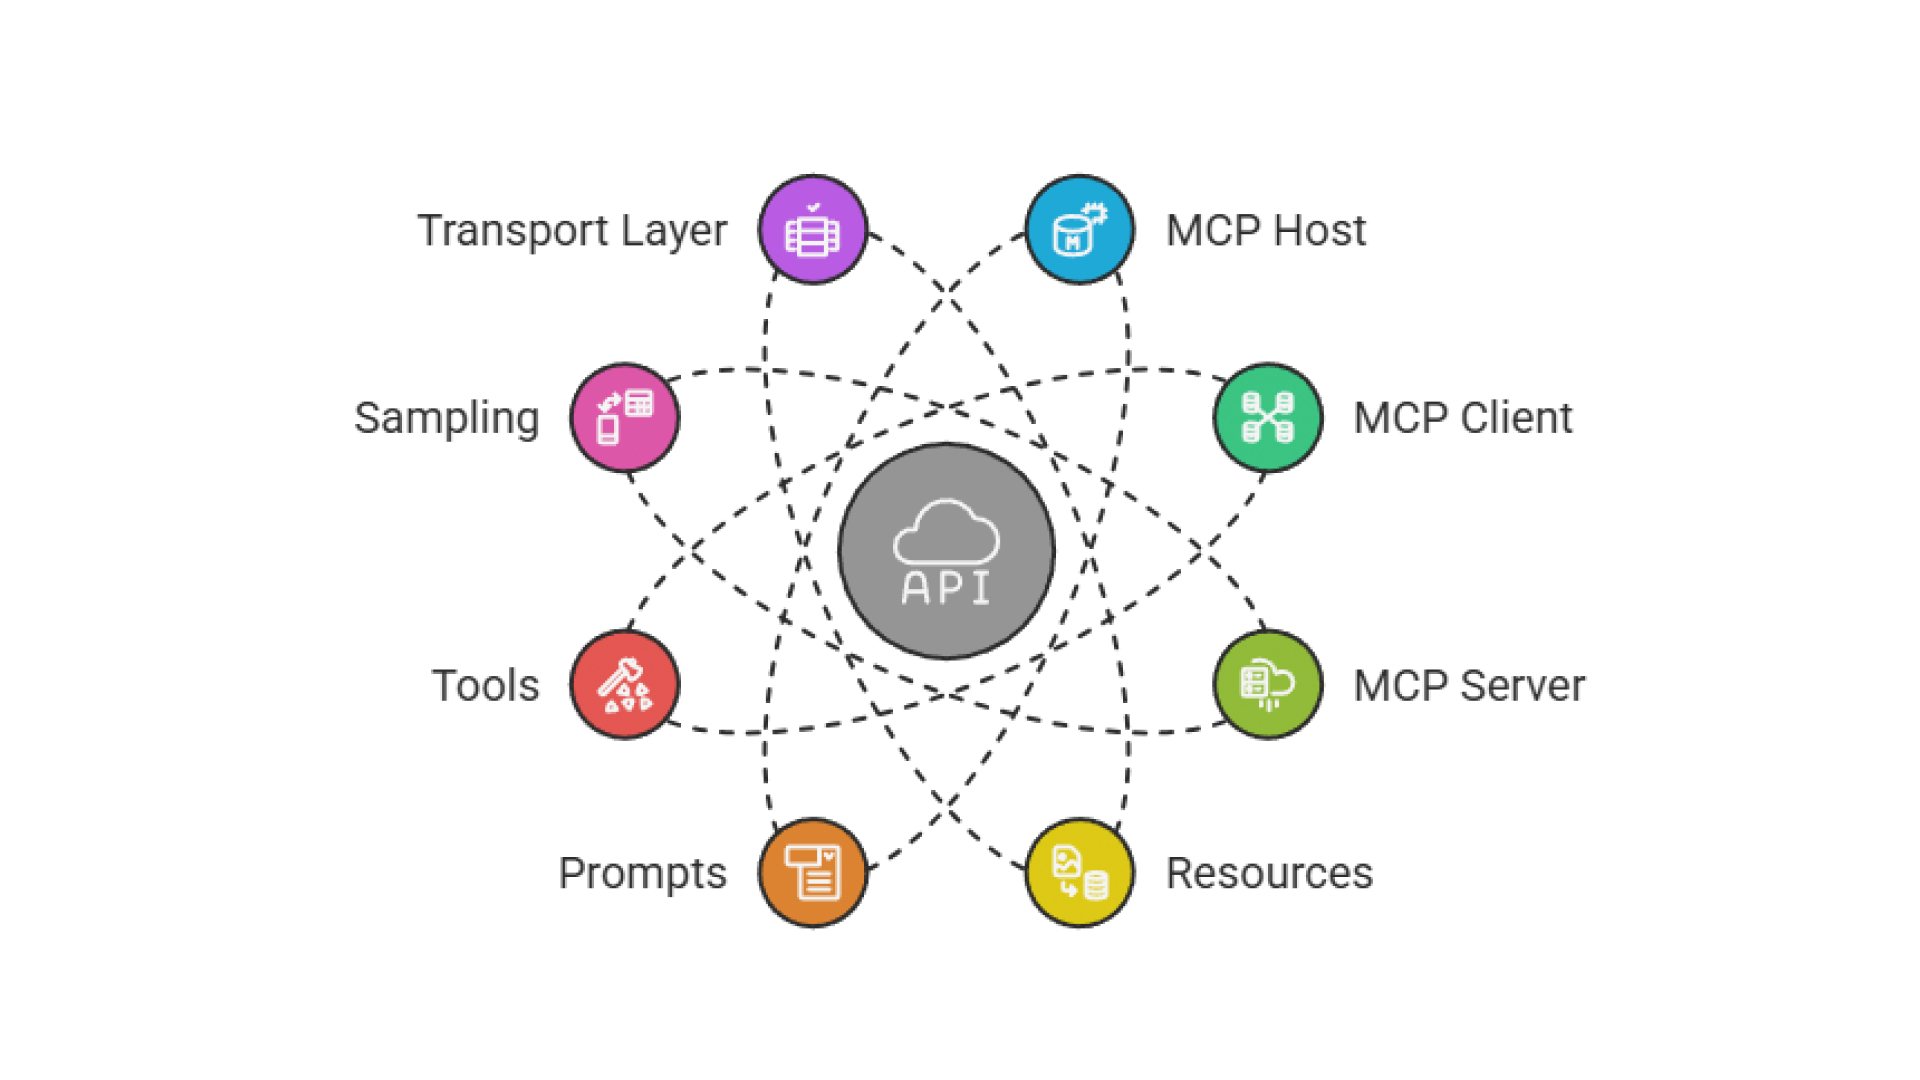 Transport Layer
MCP Host
Sampling
MCP Client
M
API
Tools
MCP Server
Prompts
Resources